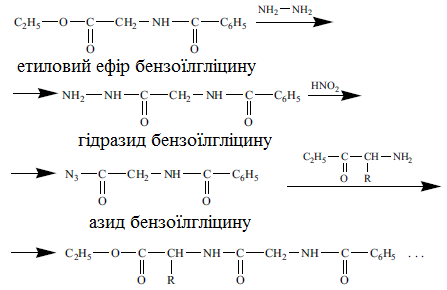 NH₂—NH₂
C₂H₅—O—C—CH₂—NH—C—C₆H₅
O O
етиловий ефір бензоїлгліцину
HNO₂
NH₂—NH—C—CH₂—NH—C—C₆H₅
O O
гідразид бензоїлгліцину
C₂H₅—C—CH—NH₂
O R
N₃—C—CH₂—NH—C—C₆H₅
O O
азид бензоїлгліцину
C₂H₅—O—C—CH—NH—C—CH₂—NH—C—C₆H₅ ...
O R O O